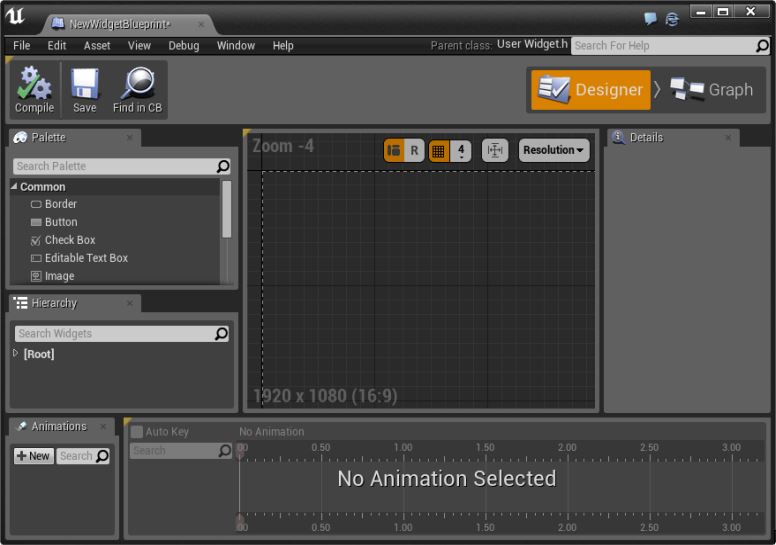 NewWidgetBlueprint*
File Edit Asset View Debug Window Help
Parent class: User Widget.h Search For Help
Compile Save Find in CB
Designer Graph
Palette
Search Palette
Common
Border
Button
Check Box
Editable Text Box
Image
Hierarchy
Search Widgets
[Root]
Zoom -4
R 4 Resolution
1920 x 1080 (16:9)
Details
Animations
+ New Search
Auto Key No Animation
Search
.00 0.50 1.00 1.50 2.00 2.50 3.00
No Animation Selected
.00 0.50 1.00 1.50 2.00 2.50 3.00